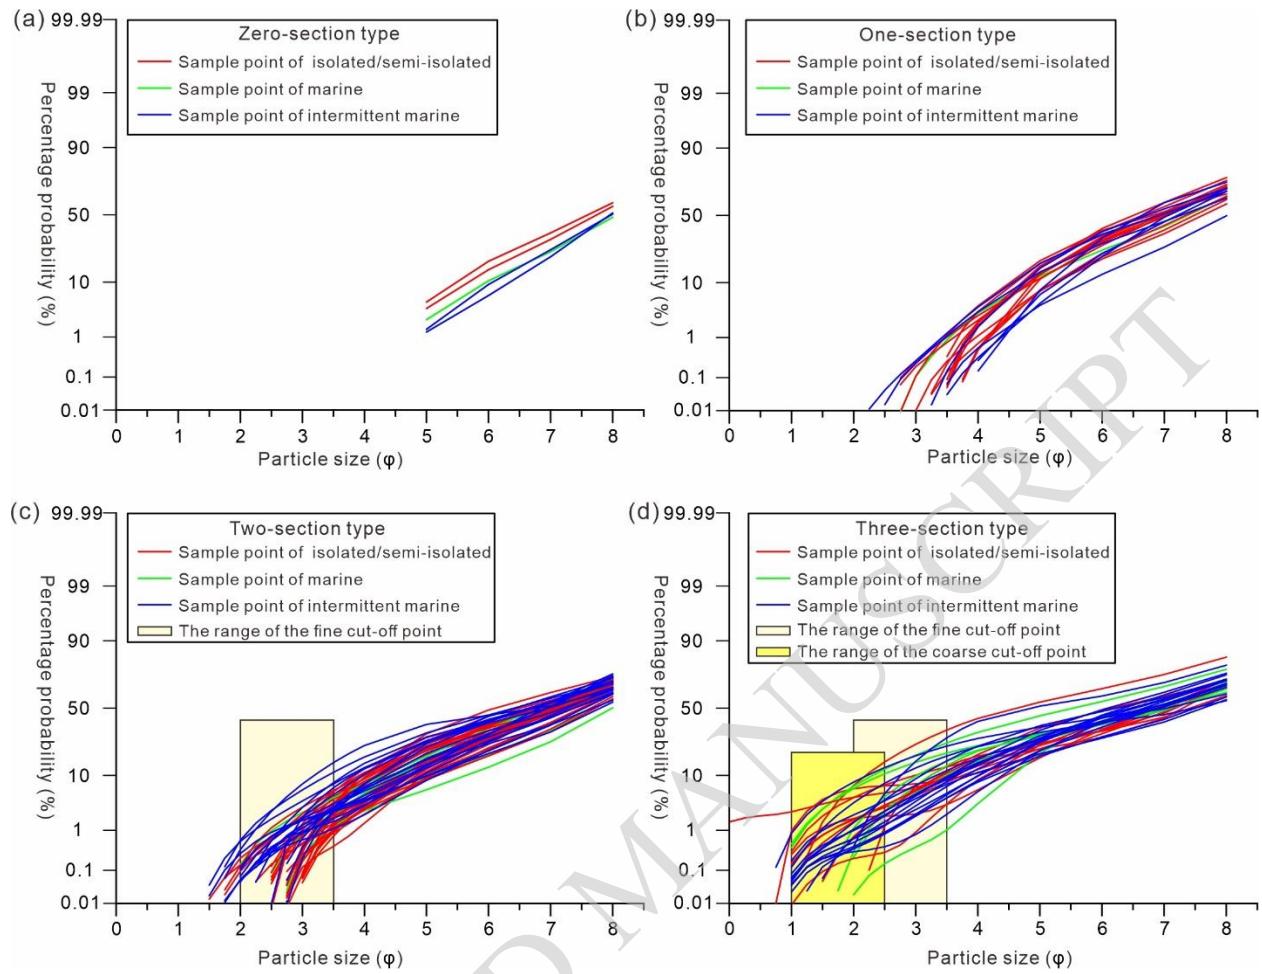 (a)
99.99
99
90
50
10
1
0.1
0.01
Percentage probability (%)
Zero-section type
Sample point of isolated/semi-isolated
Sample point of marine
Sample point of intermittent marine
0 1 2 3 4 5 6 7 8
Particle size (φ)
(b)
99.99
99
90
50
10
1
0.1
0.01
Percentage probability (%)
One-section type
Sample point of isolated/semi-isolated
Sample point of marine
Sample point of intermittent marine
0 1 2 3 4 5 6 7 8
Particle size (φ)
(c)
99.99
99
90
50
10
1
0.1
0.01
Percentage probability (%)
Two-section type
Sample point of isolated/semi-isolated
Sample point of marine
Sample point of intermittent marine
The range of the fine cut-off point
0 1 2 3 4 5 6 7 8
Particle size (φ)
(d)
99.99
99
90
50
10
1
0.1
0.01
Percentage probability (%)
Three-section type
Sample point of isolated/semi-isolated
Sample point of marine
Sample point of intermittent marine
The range of the fine cut-off point
The range of the coarse cut-off point
0 1 2 3 4 5 6 7 8
Particle size (φ)
D MANUSCRIPT